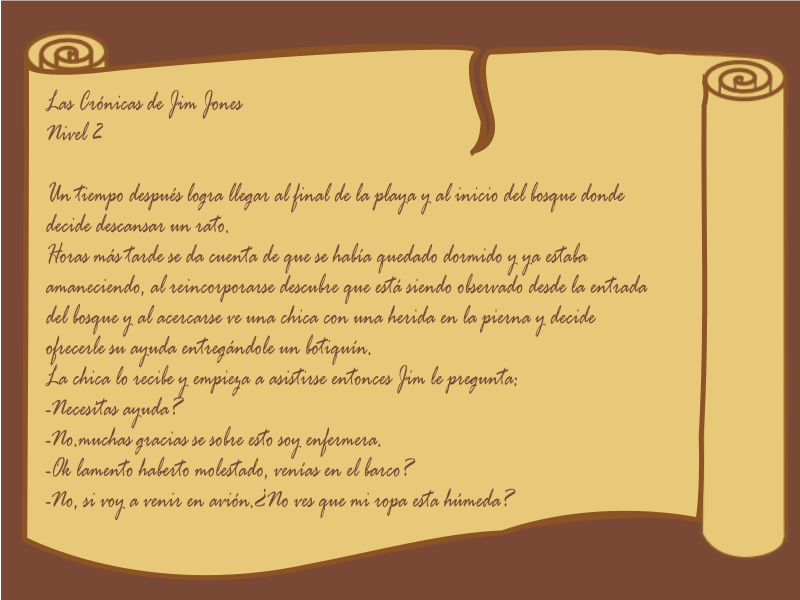 Las Crónicas de Jim Jones
Nivel 2
Un tiempo después logra llegar al final de la playa y al inicio del bosque donde
decide descansar un rato.
Horas más tarde se da cuenta de que se había quedado dormido y ya estaba
amaneciendo, al reincorporarse descubre que está siendo observado desde la entrada
del bosque y al acercarse ve una chica con una herida en la pierna y decide
ofrecerle su ayuda entregándole un botiquín.
La chica lo recibe y empieza a asistirse entonces Jim le pregunta:
-Necesitas ayuda?
-No.muchas gracias se sobre esto soy enfermera.
-Ok lamento haberto molestado, venías en el barco?
-No, si voy a venir en avión.¿No ves que mi ropa esta húmeda?